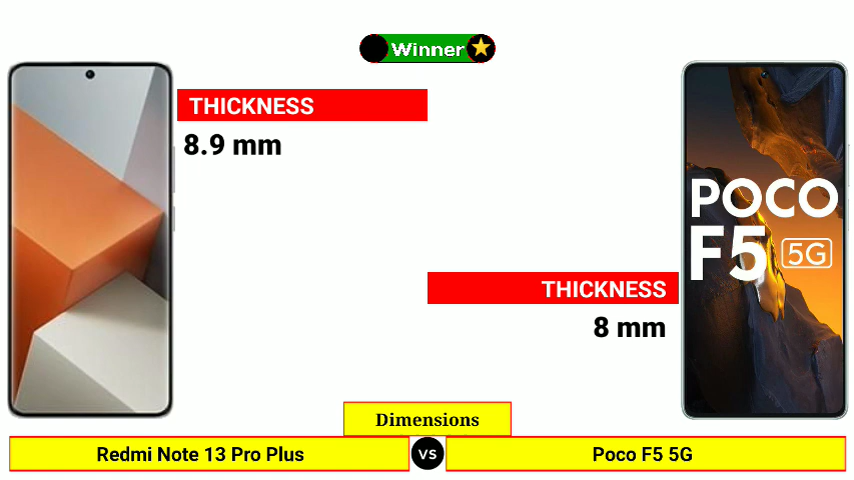 Winner
THICKNESS
8.9 mm
POCO
F5 5G
THICKNESS
8 mm
Dimensions
Redmi Note 13 Pro Plus
VS
Poco F5 5G